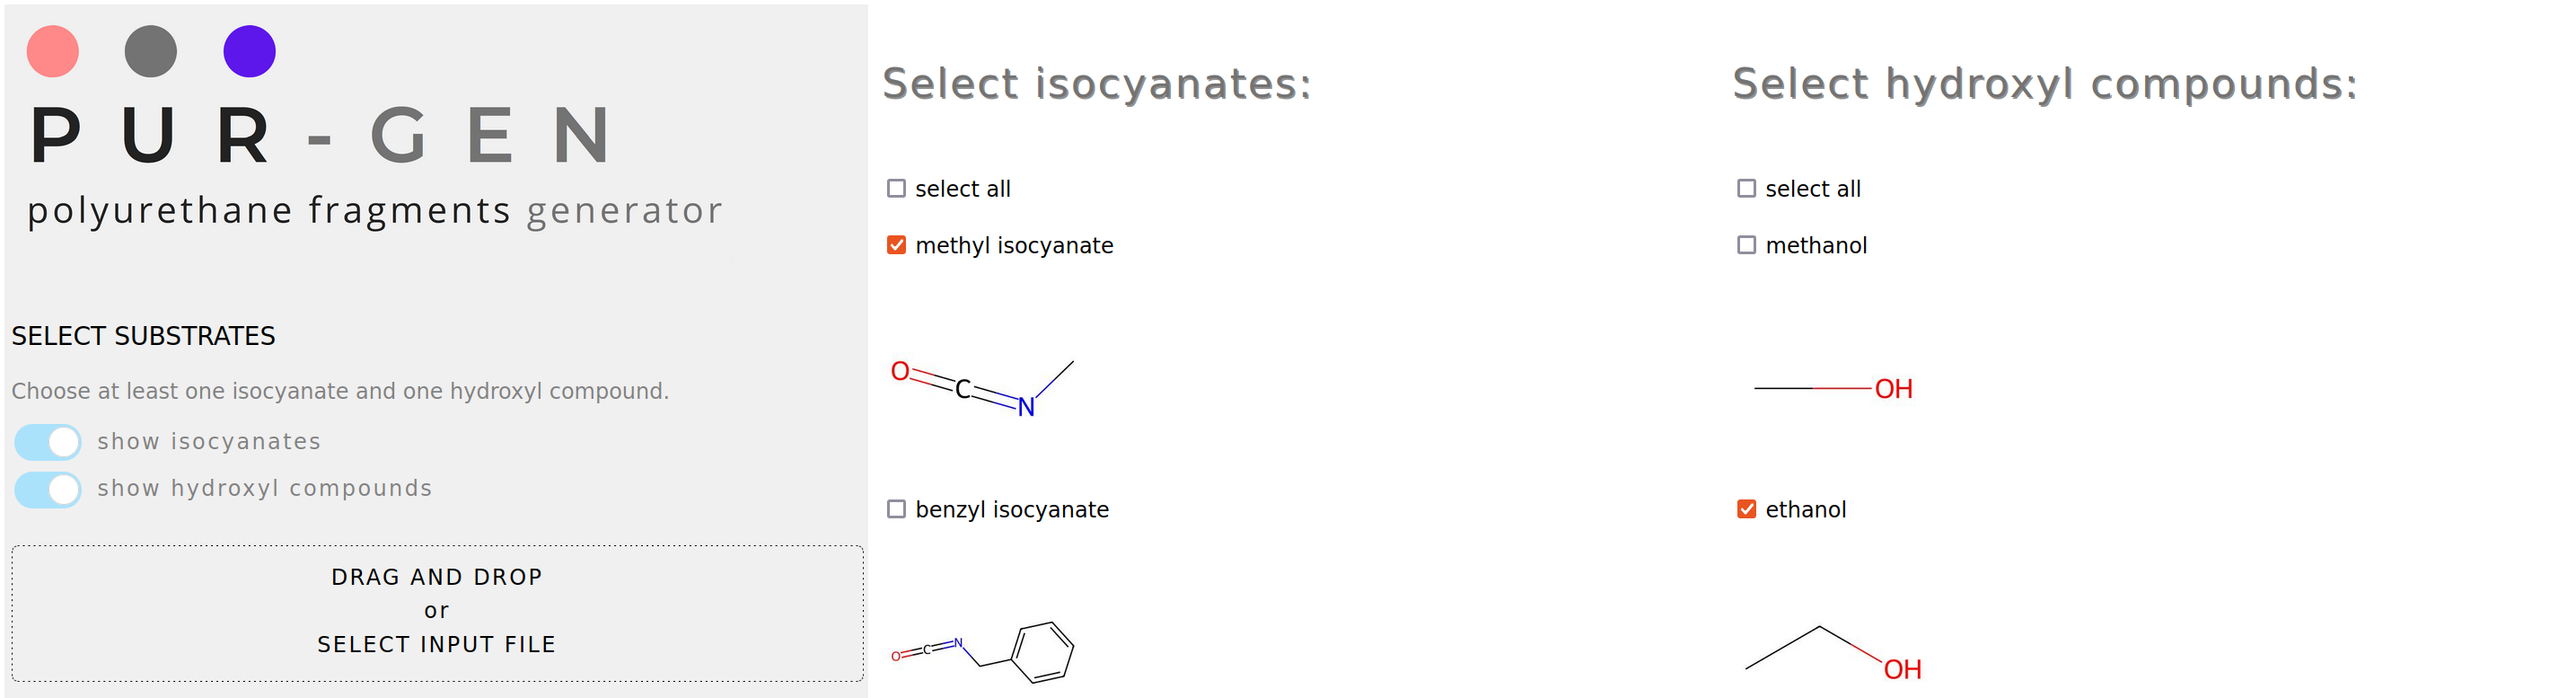 PUR-GEN
polyurethane fragments generator
SELECT SUBSTRATES
Choose at least one isocyanate and one hydroxyl compound.
show isocyanates
show hydroxyl compounds
DRAG AND DROP
or
SELECT INPUT FILE
Select isocyanates:
select all
methyl isocyanate
O C N
benzyl isocyanate
O C N
Select hydroxyl compounds:
select all
methanol
OH
ethanol
OH